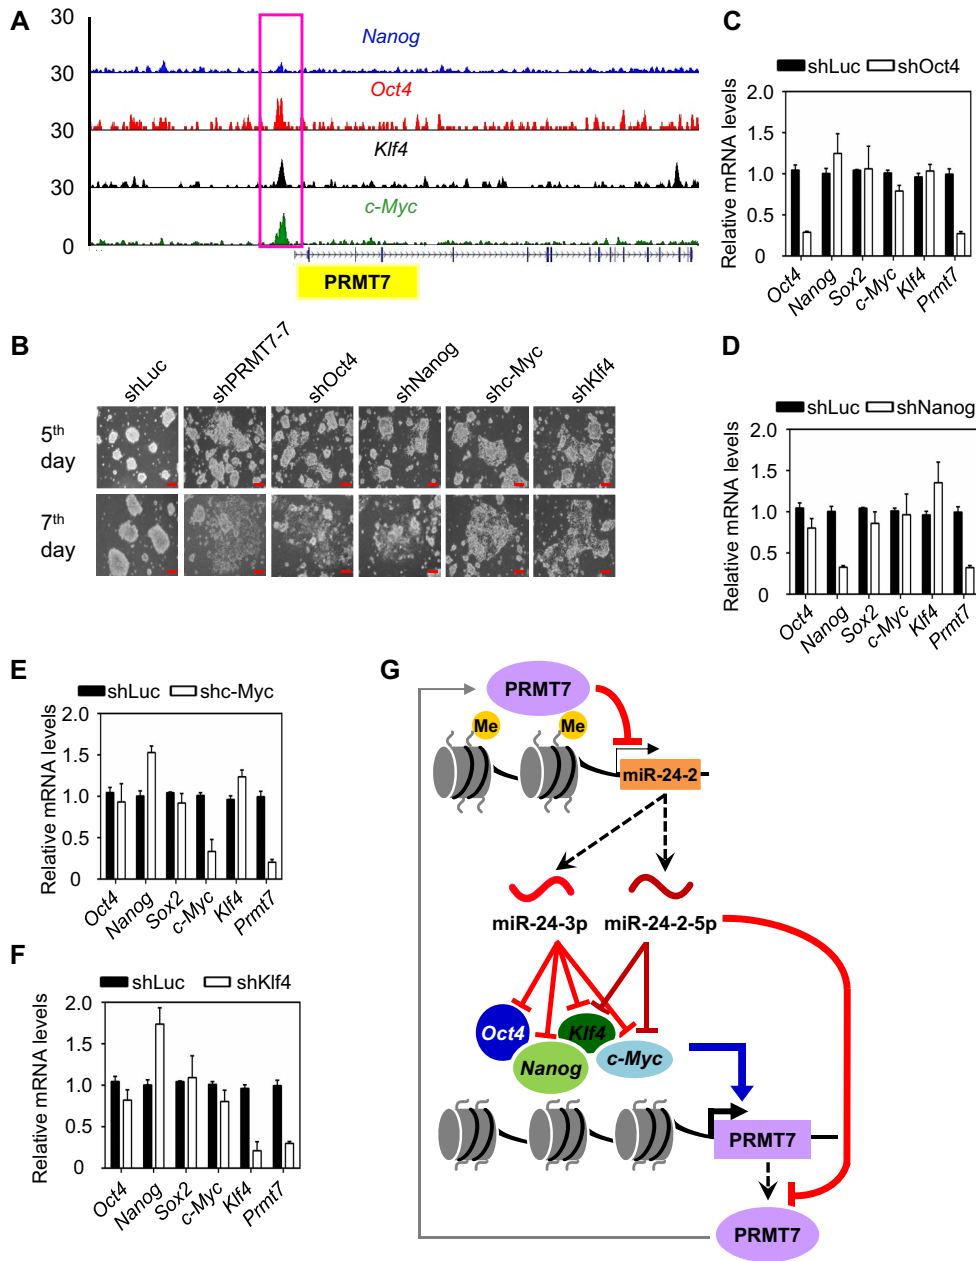 A
30
Nanog
30
Oct4
30
Klf4
30
c-Myc
0
PRMT7
B
shLuc
shPRMT7-7
shOct4
shNanog
shc-Myc
shKlf4
5th
day
7th
day
C
shLuc shOct4
Relative mRNA levels
2.0
1.5
1.0
0.5
0
Oct4
Nanog
Sox2
c-Myc
Klf4
Prmt7
D
shLuc shNanog
Relative mRNA levels
2.0
1.5
1.0
0.5
0
Oct4
Nanog
Sox2
c-Myc
Klf4
Prmt7
E
shLuc shc-Myc
Relative mRNA levels
2.0
1.5
1.0
0.5
0
Oct4
Nanog
Sox2
c-Myc
Klf4
Prmt7
F
shLuc shKlf4
Relative mRNA levels
2.0
1.5
1.0
0.5
0
Oct4
Nanog
Sox2
c-Myc
Klf4
Prmt7
G
PRMT7
Me Me
miR-24-2
miR-24-3p miR-24-2-5p
Oct4 Klf4
Nanog c-Myc
PRMT7
PRMT7